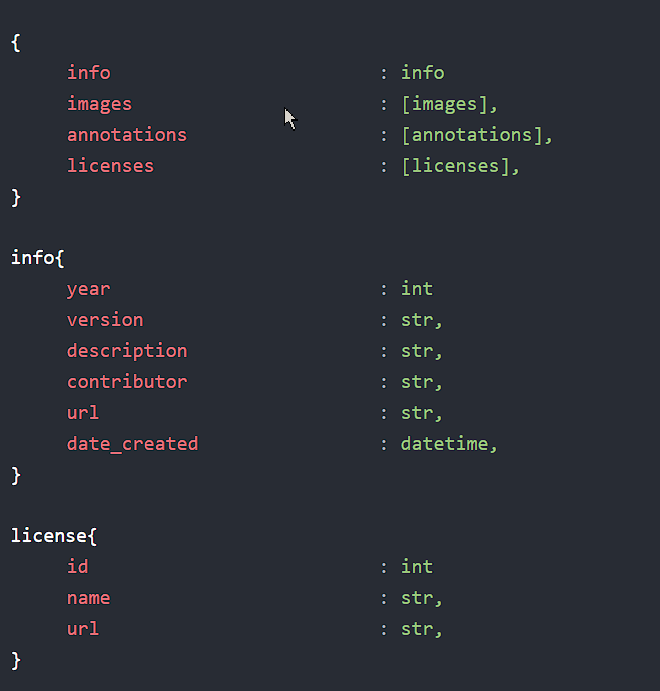 {
info : info
images : [images],
annotations : [annotations],
licenses : [licenses],
}
info{
year : int
version : str,
description : str,
contributor : str,
url : str,
date_created : datetime,
}
license{
id : int
name : str,
url : str,
}